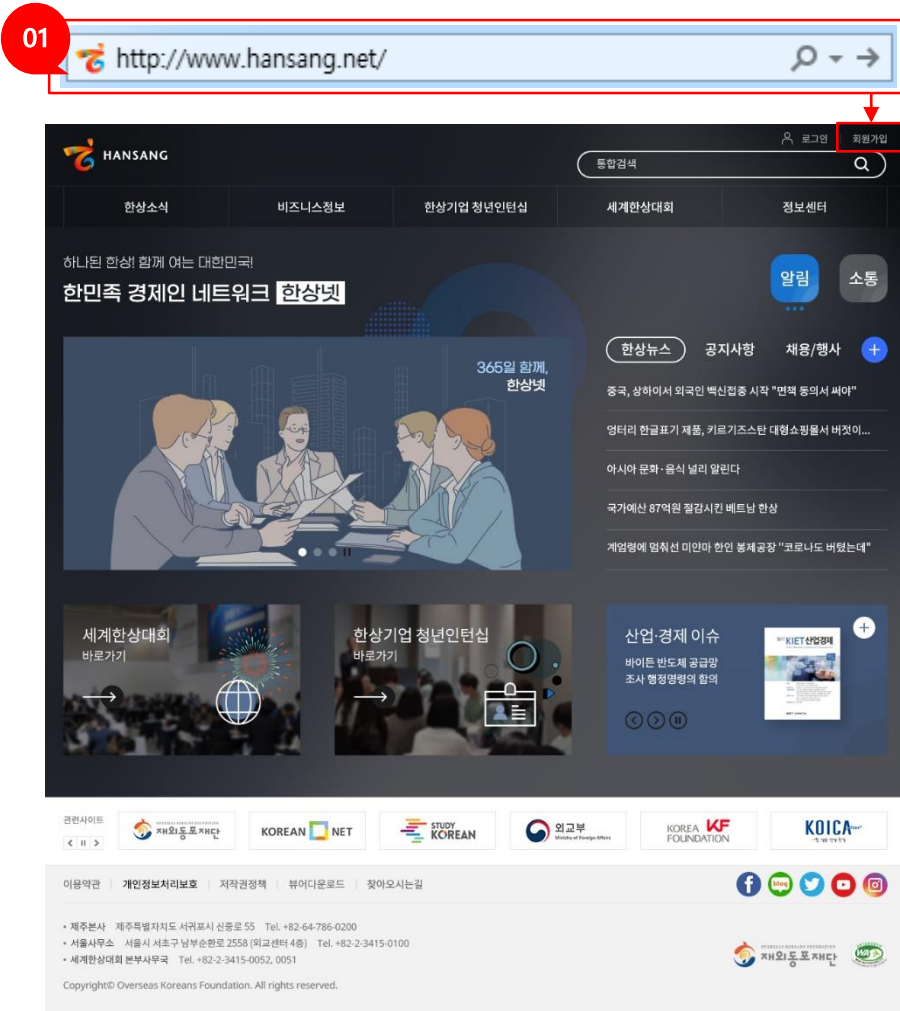 01
http://www.hansang.net/
HANSANG
로그인
회원가입
통합검색
한상소식
비즈니스정보
한상기업 청년인턴십
세계한상대회
정보센터
하나된 한상! 함께 여는 대한민국!
한민족 경제인 네트워크 한상넷
알림
소통
365일 함께,
한상넷
한상뉴스
공지사항
채용/행사
중국, 상하이서 외국인 백신접종 시작 "면책 동의서 써야"
엉터리 한글표기 제품, 키르기즈스탄 대형쇼핑몰서 버젓이...
아시아 문화·음식 널리 알린다
국가예산 87억원 절감시킨 베트남 한상
계엄령에 멈춰선 미얀마 한인 봉제공장 "코로나도 버텼는데"
세계한상대회
바로가기
한상기업 청년인턴십
바로가기
산업·경제 이슈
바이든 반도체 공급망
조사 행정명령의 함의
KIET 산업경제
관련사이트
재외동포재단
KOREAN NET
STUDY
KOREAN
외교부
Ministry of Foreign Affairs
KOREA KF
FOUNDATION
KOICA
이용약관
개인정보처리보호
저작권정책
뷰어다운로드
찾아오시는길
blog
• 제주본사 제주특별자치도 서귀포시 신중로 55 Tel. +82-64-786-0200
• 서울사무소 서울시 서초구 남부순환로 2558 (외교센터 4층) Tel. +82-2-3415-0100
• 세계한상대회 본부사무국 Tel. +82-2-3415-0052, 0051
재외동포재단
WA
Copyright© Overseas Koreans Foundation. All rights reserved.